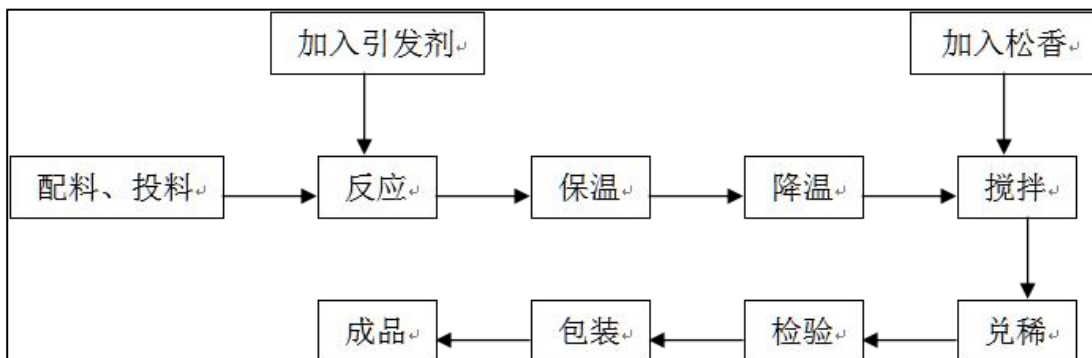 加入引发剂
加入松香
配料、投料
反应
保温
降温
搅拌
成品
包装
检验
兑稀